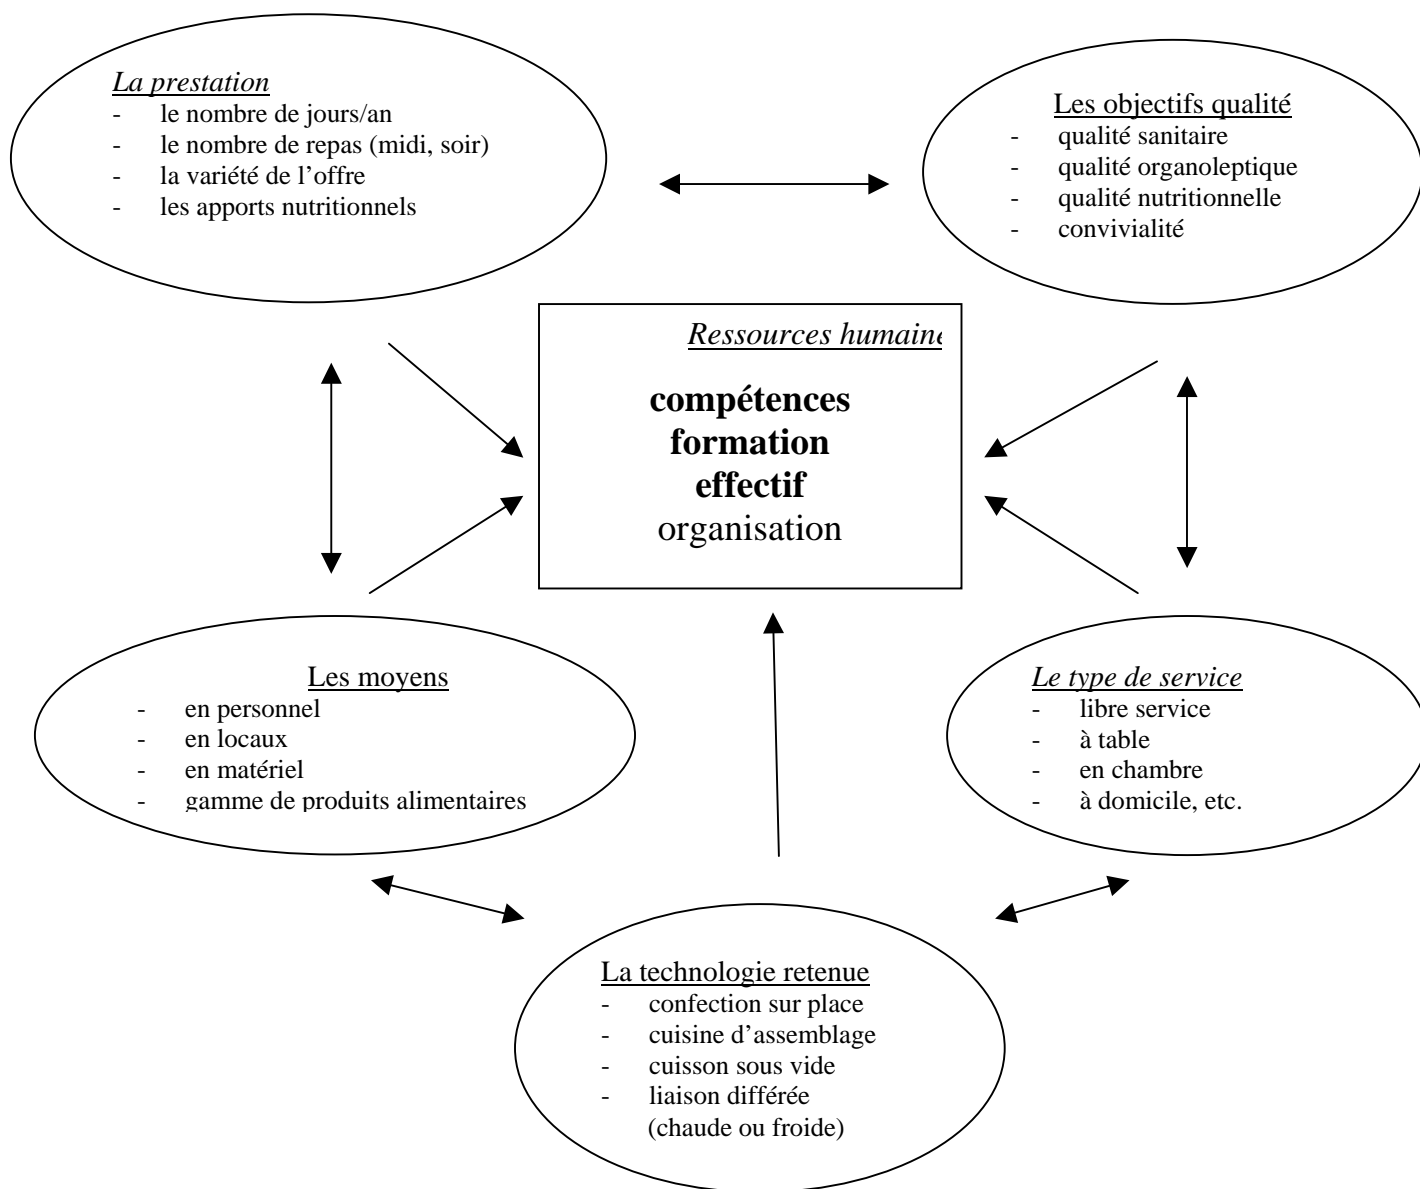 La prestation
- le nombre de jours/an
- le nombre de repas (midi, soir)
- la variété de l’offre
- les apports nutritionnels
Les objectifs qualité
- qualité sanitaire
- qualité organoleptique
- qualité nutritionnelle
- convivialité
Ressources humaine
compétences
formation
effectif
organisation
Les moyens
- en personnel
- en locaux
- en matériel
- gamme de produits alimentaires
Le type de service
- libre service
- à table
- en chambre
- à domicile, etc.
La technologie retenue
- confection sur place
- cuisine d’assemblage
- cuisson sous vide
- liaison différée
(chaude ou froide)